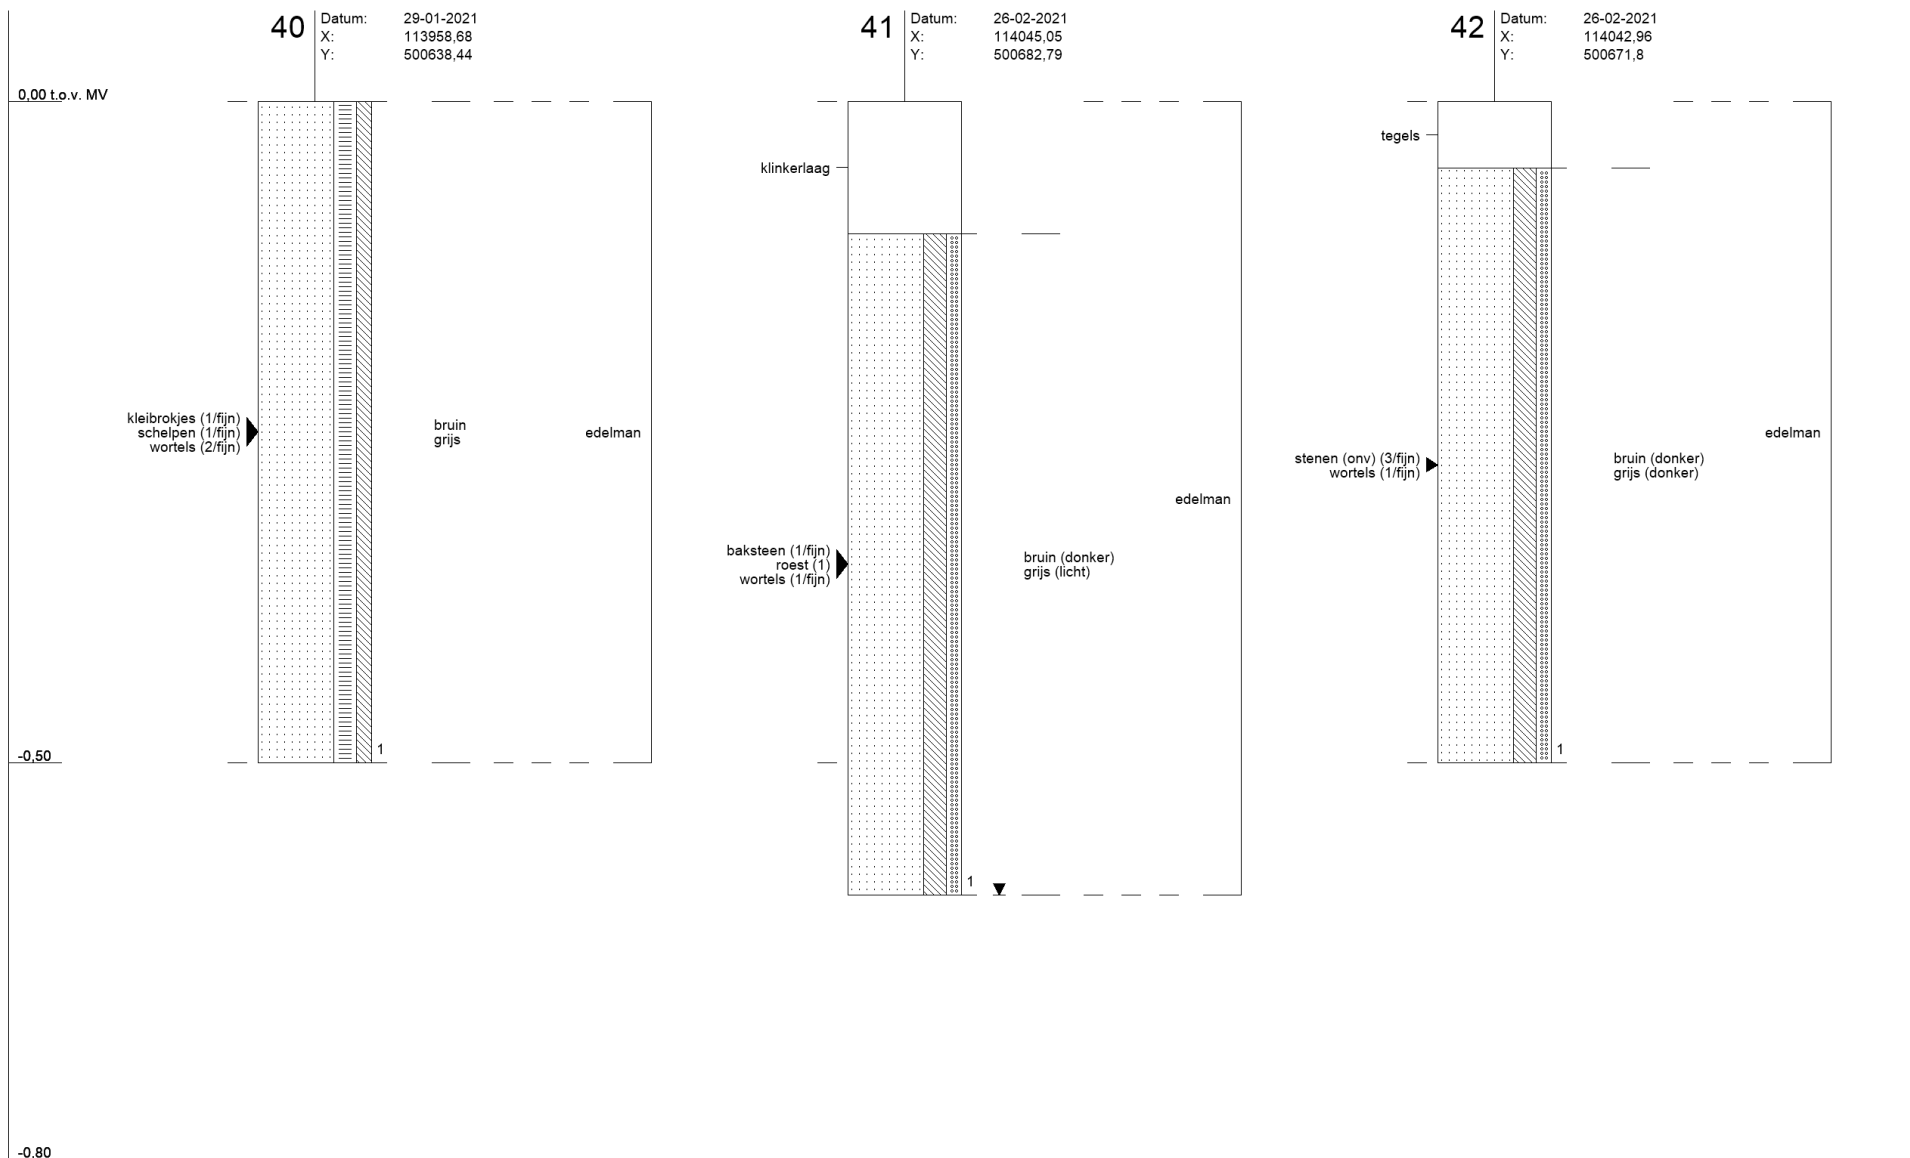 40
Datum: 29-01-2021
X: 113958,68
Y: 500638,44
41
Datum: 26-02-2021
X: 114045,05
Y: 500682,79
42
Datum: 26-02-2021
X: 114042,96
Y: 500671,8
0,00 t.o.v. MV
-0,50
-0,80
kleibrokjes (1/fijn)
schelpen (1/fijn)
wortels (2/fijn)
bruin
grijs
edelman
1
klinkerlaag
baksteen (1/fijn)
roest (1)
wortels (1/fijn)
bruin (donker)
grijs (licht)
edelman
1
tegels
stenen (onv) (3/fijn)
wortels (1/fijn)
bruin (donker)
grijs (donker)
edelman
1